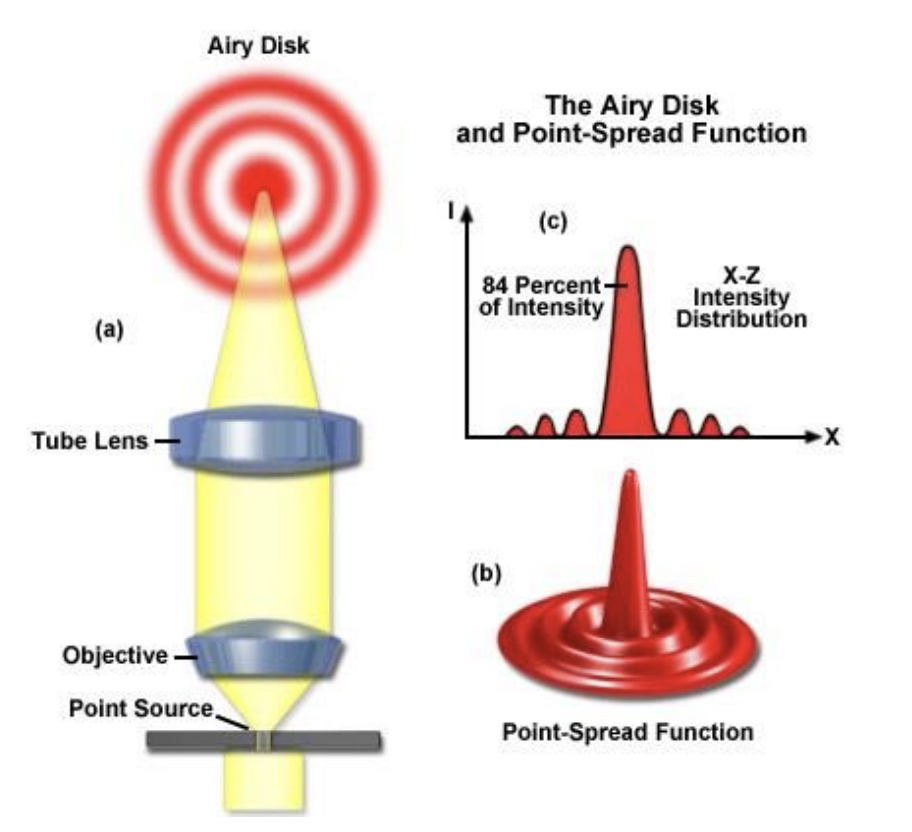 Airy Disk
The Airy Disk
and Point-Spread Function
I
(c)
84 Percent
of Intensity
X-Z
Intensity
Distribution
X
(a)
Tube Lens
(b)
Objective
Point Source
Point-Spread Function